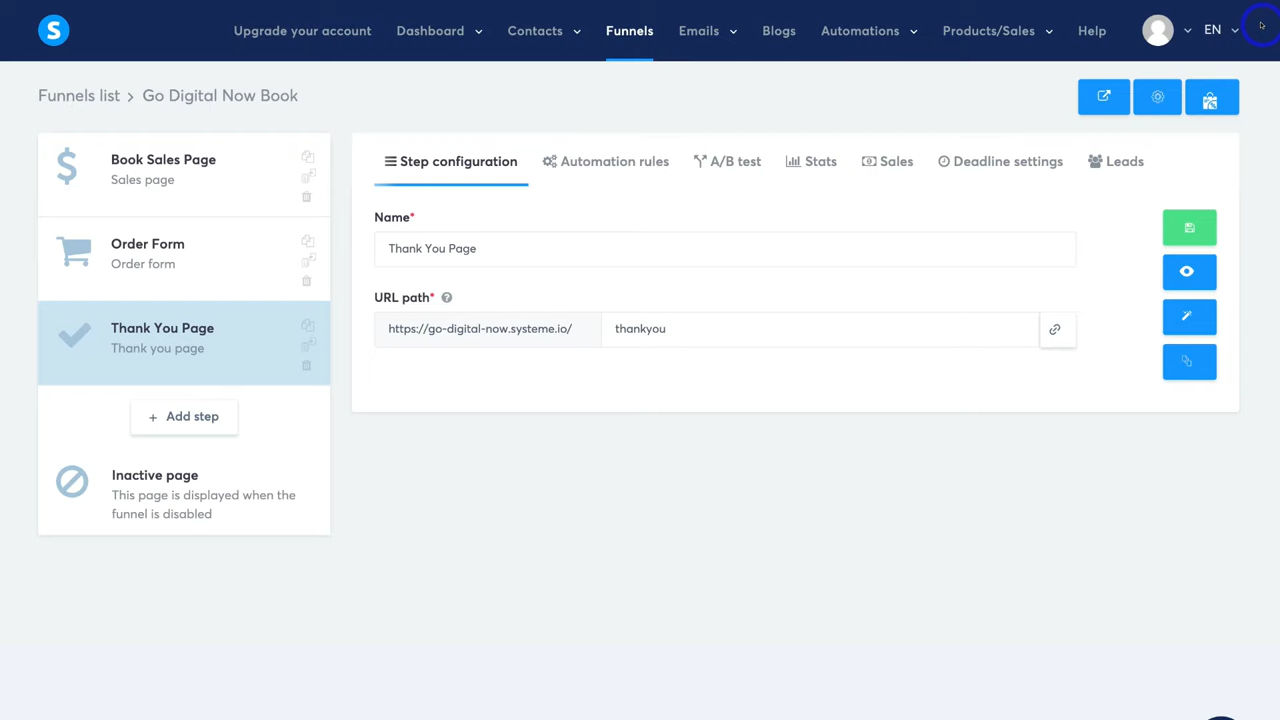 S
Upgrade your account Dashboard Contacts Funnels Emails Blogs Automations Products/Sales Help EN
Funnels list > Go Digital Now Book
Book Sales Page
Sales page
Order Form
Order form
Thank You Page
Thank you page
+ Add step
Inactive page
This page is displayed when the
funnel is disabled
Step configuration Automation rules A/B test Stats Sales Deadline settings Leads
Name*
Thank You Page
URL path* ?
https://go-digital-now.systeme.io/ thankyou